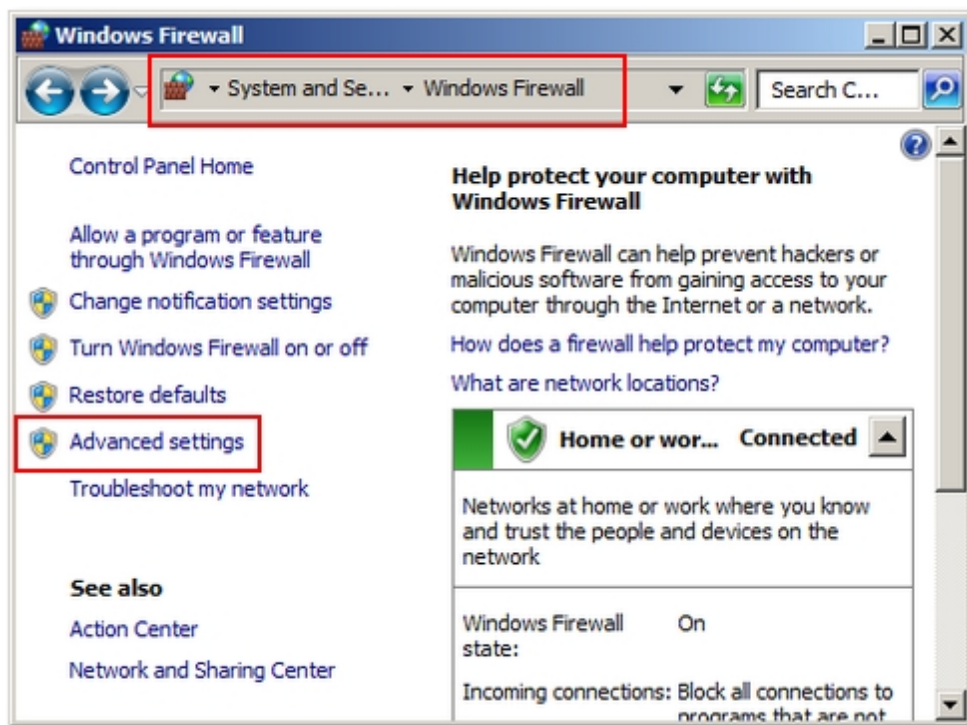 Windows Firewall
System and Se... Windows Firewall
Search C...
Control Panel Home
Allow a program or feature
through Windows Firewall
Change notification settings
Turn Windows Firewall on or off
Restore defaults
Advanced settings
Troubleshoot my network
See also
Action Center
Network and Sharing Center
Help protect your computer with
Windows Firewall
Windows Firewall can help prevent hackers or
malicious software from gaining access to your
computer through the Internet or a network.
How does a firewall help protect my computer?
What are network locations?
Home or wor... Connected
Networks at home or work where you know
and trust the people and devices on the
network
Windows Firewall On
state:
Incoming connections: Block all connections to
programs that are not